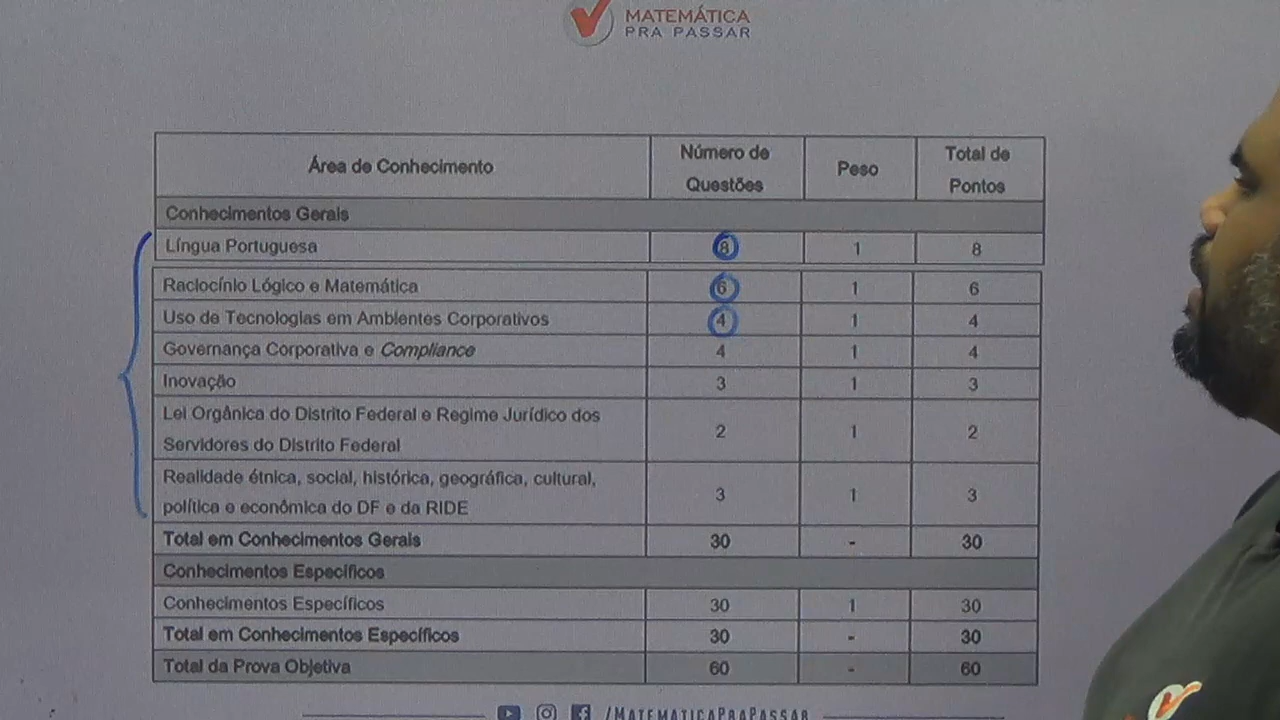 MATEMÁTICA
PRA PASSAR
Área de Conhecimento
Número de
Questões
Peso
Total de
Pontos
Conhecimentos Gerais
Língua Portuguesa 8 1 8
Raciocínio Lógico e Matemática 6 1 6
Uso de Tecnologias em Ambientes Corporativos 4 1 4
Governança Corporativa e Compliance 4 1 4
Inovação 3 1 3
Lei Orgânica do Distrito Federal e Regime Jurídico dos
Servidores do Distrito Federal 2 1 2
Realidade étnica, social, histórica, geográfica, cultural,
política e econômica do DF e da RIDE 3 1 3
Total em Conhecimentos Gerais 30 - 30
Conhecimentos Específicos
Conhecimentos Específicos 30 1 30
Total em Conhecimentos Específicos 30 - 30
Total da Prova Objetiva 60 - 60
/MATEMATICAPRAPASSAR